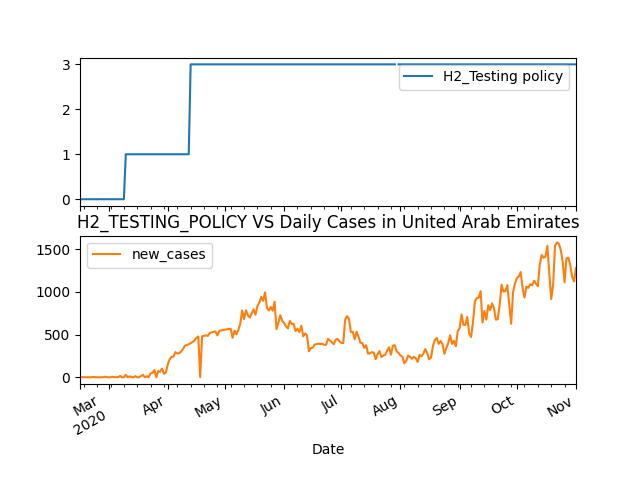 3
2
1
0
H2_Testing policy
H2_TESTING_POLICY VS Daily Cases in United Arab Emirates
1500
1000
500
0
new_cases
Mar
2020
Apr
May
Jun
Jul
Aug
Sep
Oct
Nov
Date